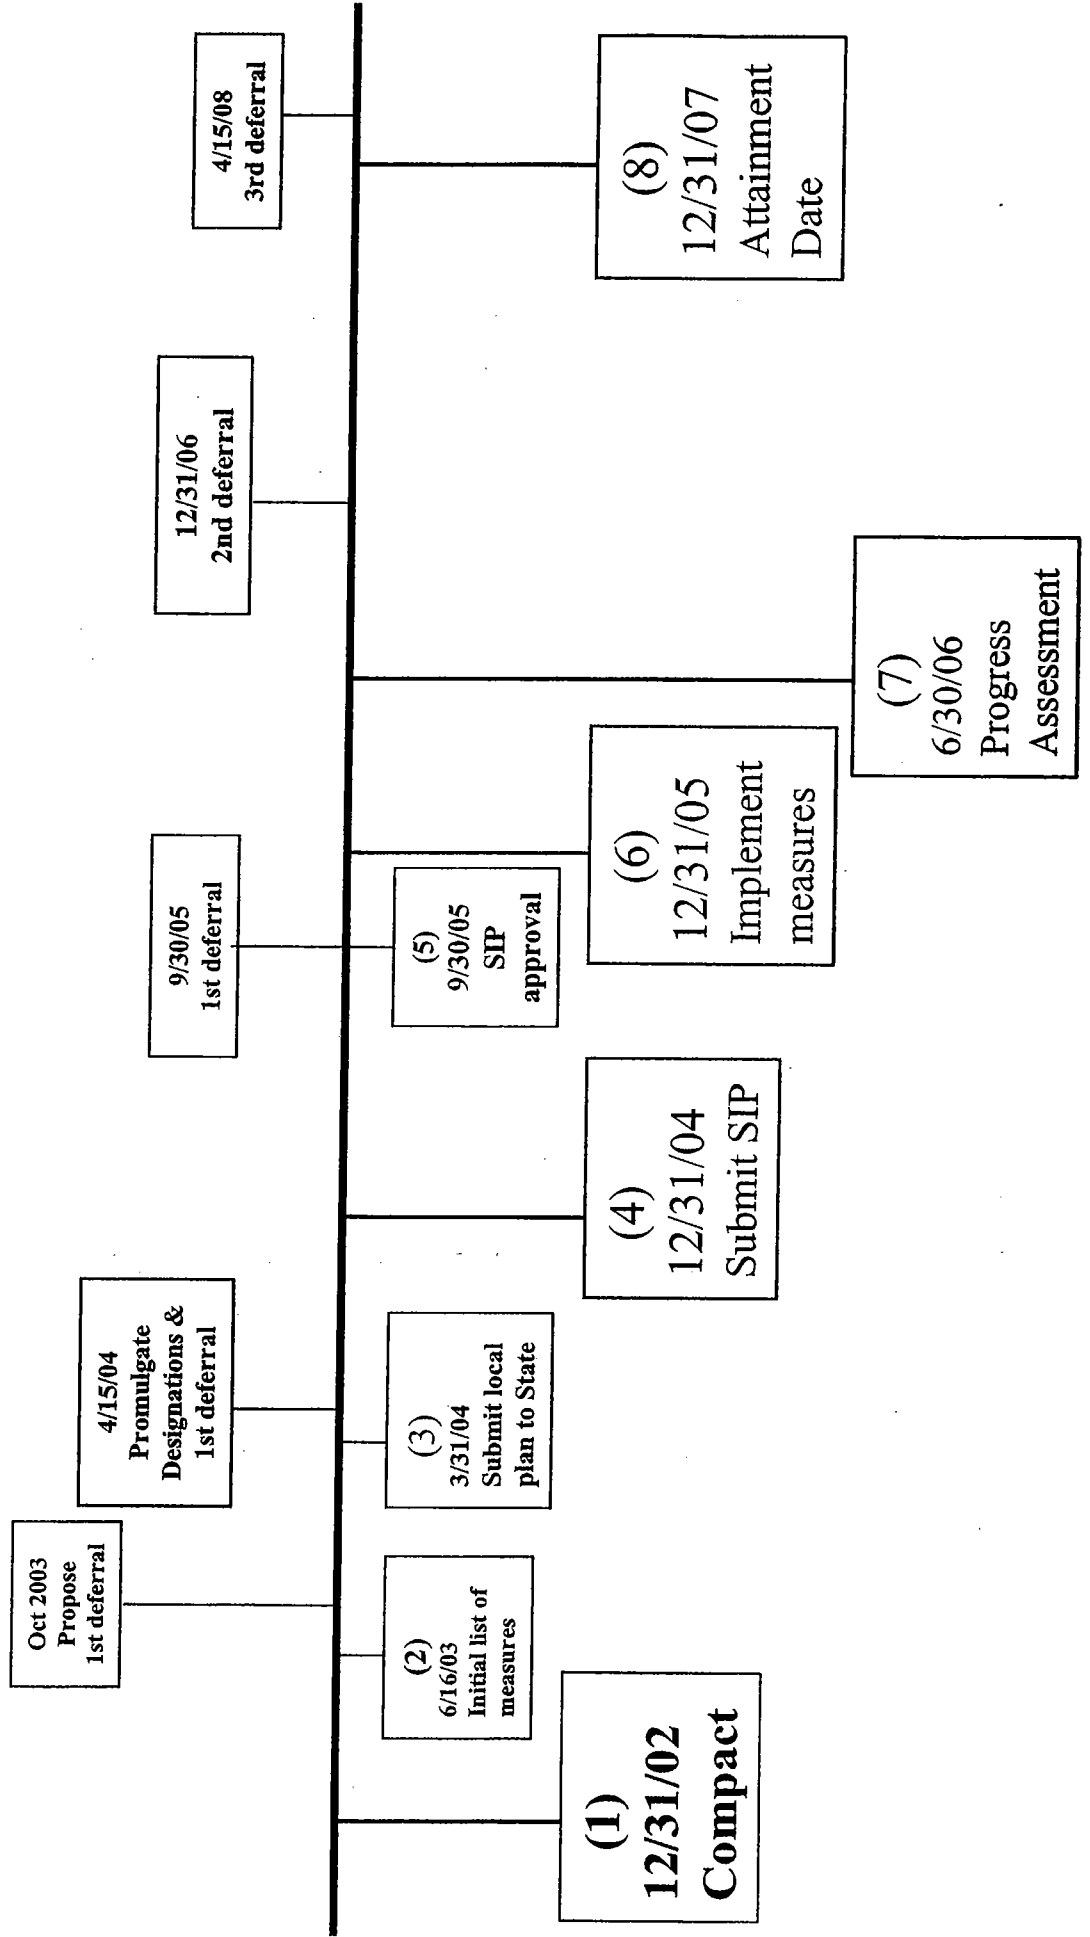 Oct 2003
Propose
1st deferral
4/15/04
Promulgate
Designations &
1st deferral
9/30/05
1st deferral
12/31/06
2nd deferral
4/15/08
3rd deferral
(1)
12/31/02
Compact
(2)
6/16/03
Initial list of
measures
(3)
3/31/04
Submit local
plan to State
(4)
12/31/04
Submit SIP
(5)
9/30/05
SIP
approval
(6)
12/31/05
Implement
measures
(7)
6/30/06
Progress
Assessment
(8)
12/31/07
Attainment
Date